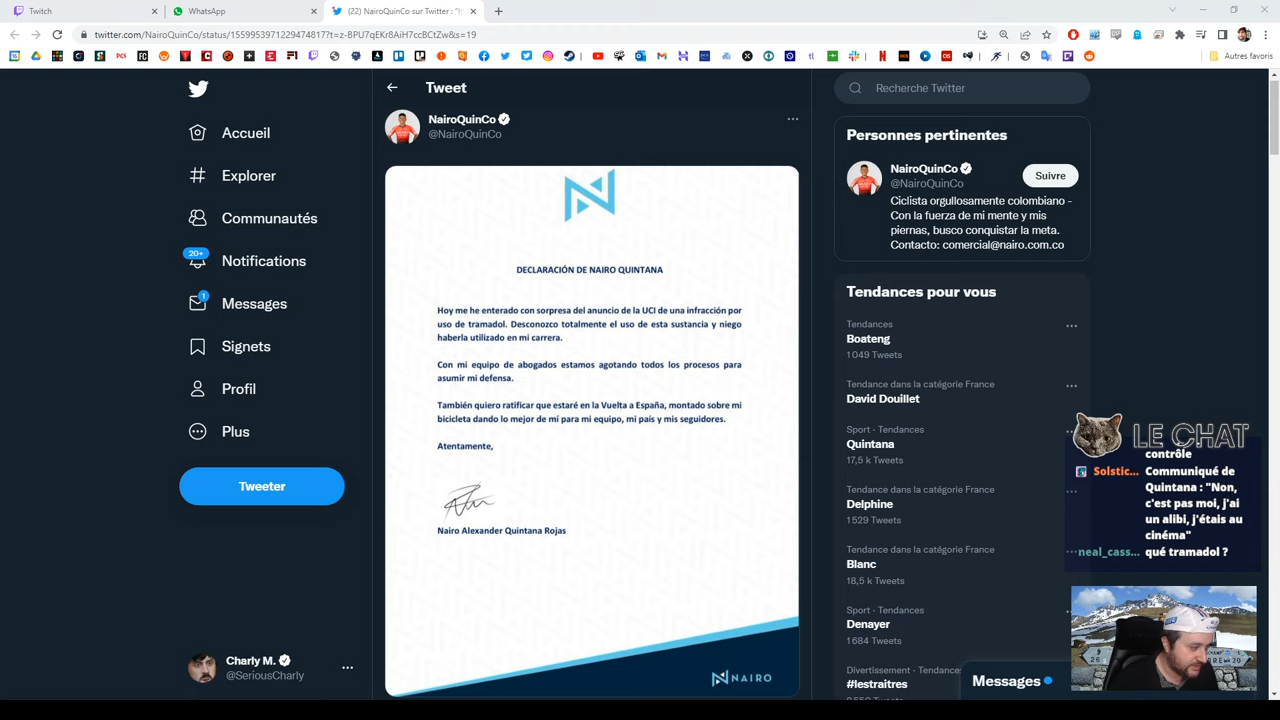 Twitch
WhatsApp
(22) NairoQuinCo sur Twitter : "h
twitter.com/NairoQuinCo/status/1559953971229474817?t=z-BPU7qEKr8AiH7ccBCtZw&s=19
Autres favoris
Accueil
Explorer
Communautés
20+
Notifications
1
Messages
Signets
Profil
Plus
Tweeter
Charly M.
@SeriousCharly
Tweet
NairoQuinCo
@NairoQuinCo
DECLARACIÓN DE NAIRO QUINTANA
Hoy me he enterado con sorpresa del anuncio de la UCI de una infracción por
uso de tramadol. Desconozco totalmente el uso de esta sustancia y niego
haberla utilizado en mi carrera.
Con mi equipo de abogados estamos agotando todos los procesos para
asumir mi defensa.
También quiero ratificar que estaré en la Vuelta a España, montado sobre mi
bicicleta dando lo mejor de mí para mi equipo, mi país y mis seguidores.
Atentamente,
Nairo Alexander Quintana Rojas
NAIRO
Recherche Twitter
Personnes pertinentes
NairoQuinCo
@NairoQuinCo
Suivre
Ciclista orgullosamente colombiano -
Con la fuerza de mi mente y mis
piernas, busco conquistar la meta.
Contacto: comercial@nairo.com.co
Tendances pour vous
Tendances
Boateng
1 049 Tweets
Tendance dans la catégorie France
David Douillet
Sport · Tendances
Quintana
17,5 k Tweets
Tendance dans la catégorie France
Delphine
1 529 Tweets
Tendance dans la catégorie France
Blanc
18,5 k Tweets
Sport · Tendances
Denayer
1 684 Tweets
Divertissement · Tendances
#lestraitres
Messages
LE CHAT
contrôle
Solstic... Communiqué de
Quintana : "Non,
c'est pas moi, j'ai
un alibi, j'étais au
cinéma"
neal_cass... qué tramadol ?